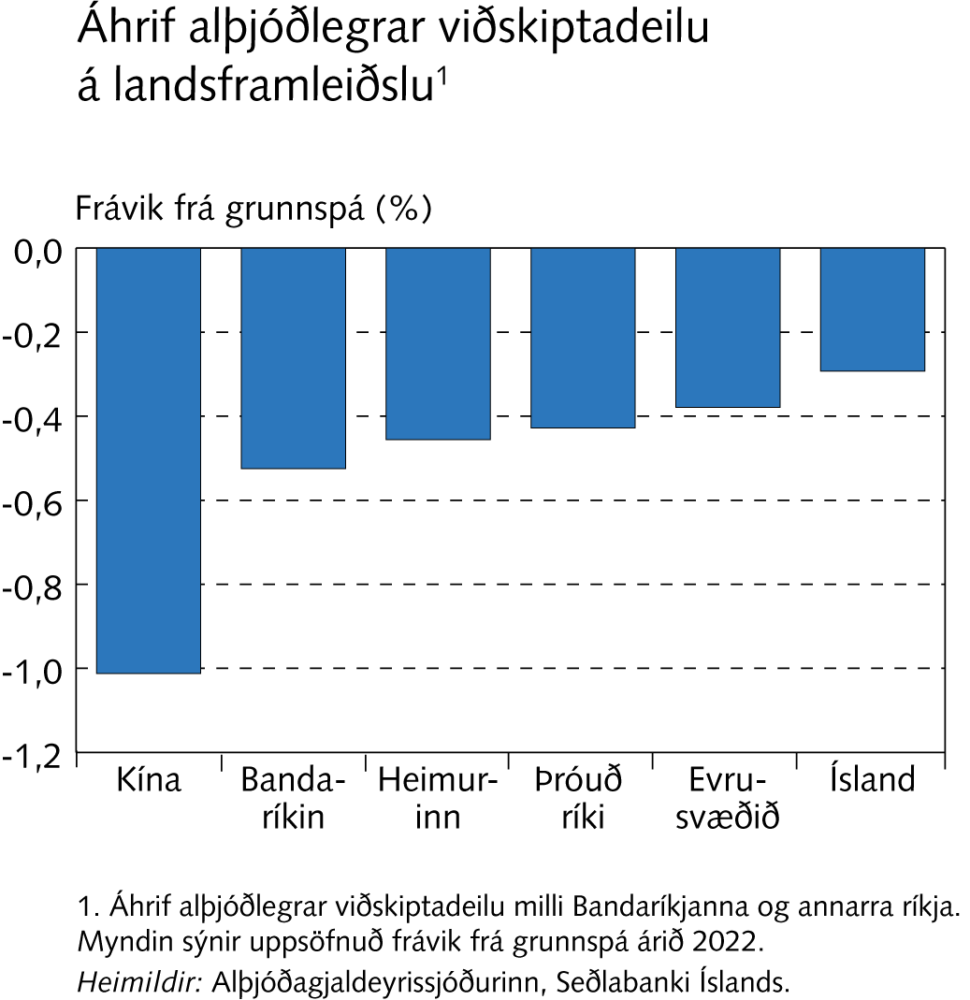 Áhrif alþjóðlegrar viðskiptadeilu
á landsframleiðslu¹
Frávik frá grunnspá (%)
0,0
-0,2
-0,4
-0,6
-0,8
-1,0
-1,2
Kína
Banda-
ríkin
Heimur-
inn
Þróuð
ríki
Evru-
svæðið
Ísland
1. Áhrif alþjóðlegrar viðskiptadeilu milli Bandaríkjanna og annarra ríkja.
Myndin sýnir uppsöfnuð frávik frá grunnspá árið 2022.
Heimildir: Alþjóðagjaldeyrissjóðurinn, Seðlabanki Íslands.